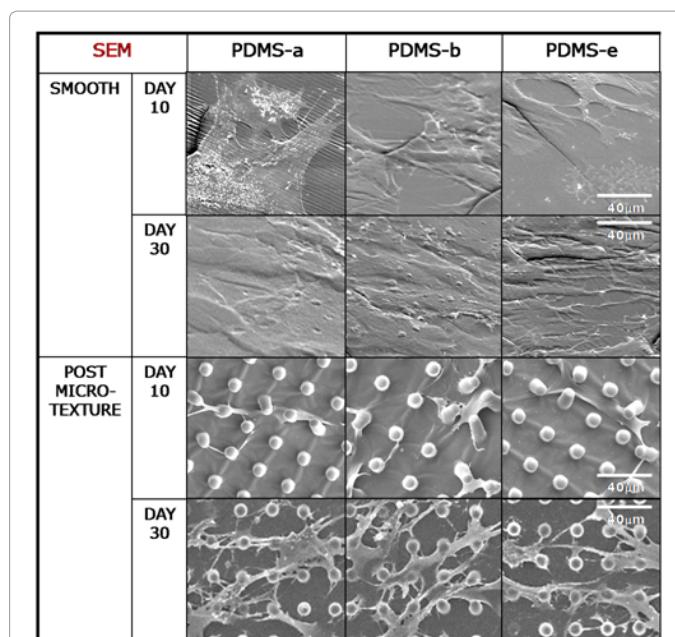 SEM PDMS-a PDMS-b PDMS-e
SMOOTH DAY
10
40μm
DAY
30
40μm
POST
MICRO-
TEXTURE
DAY
10
40μm
DAY
30
40μm